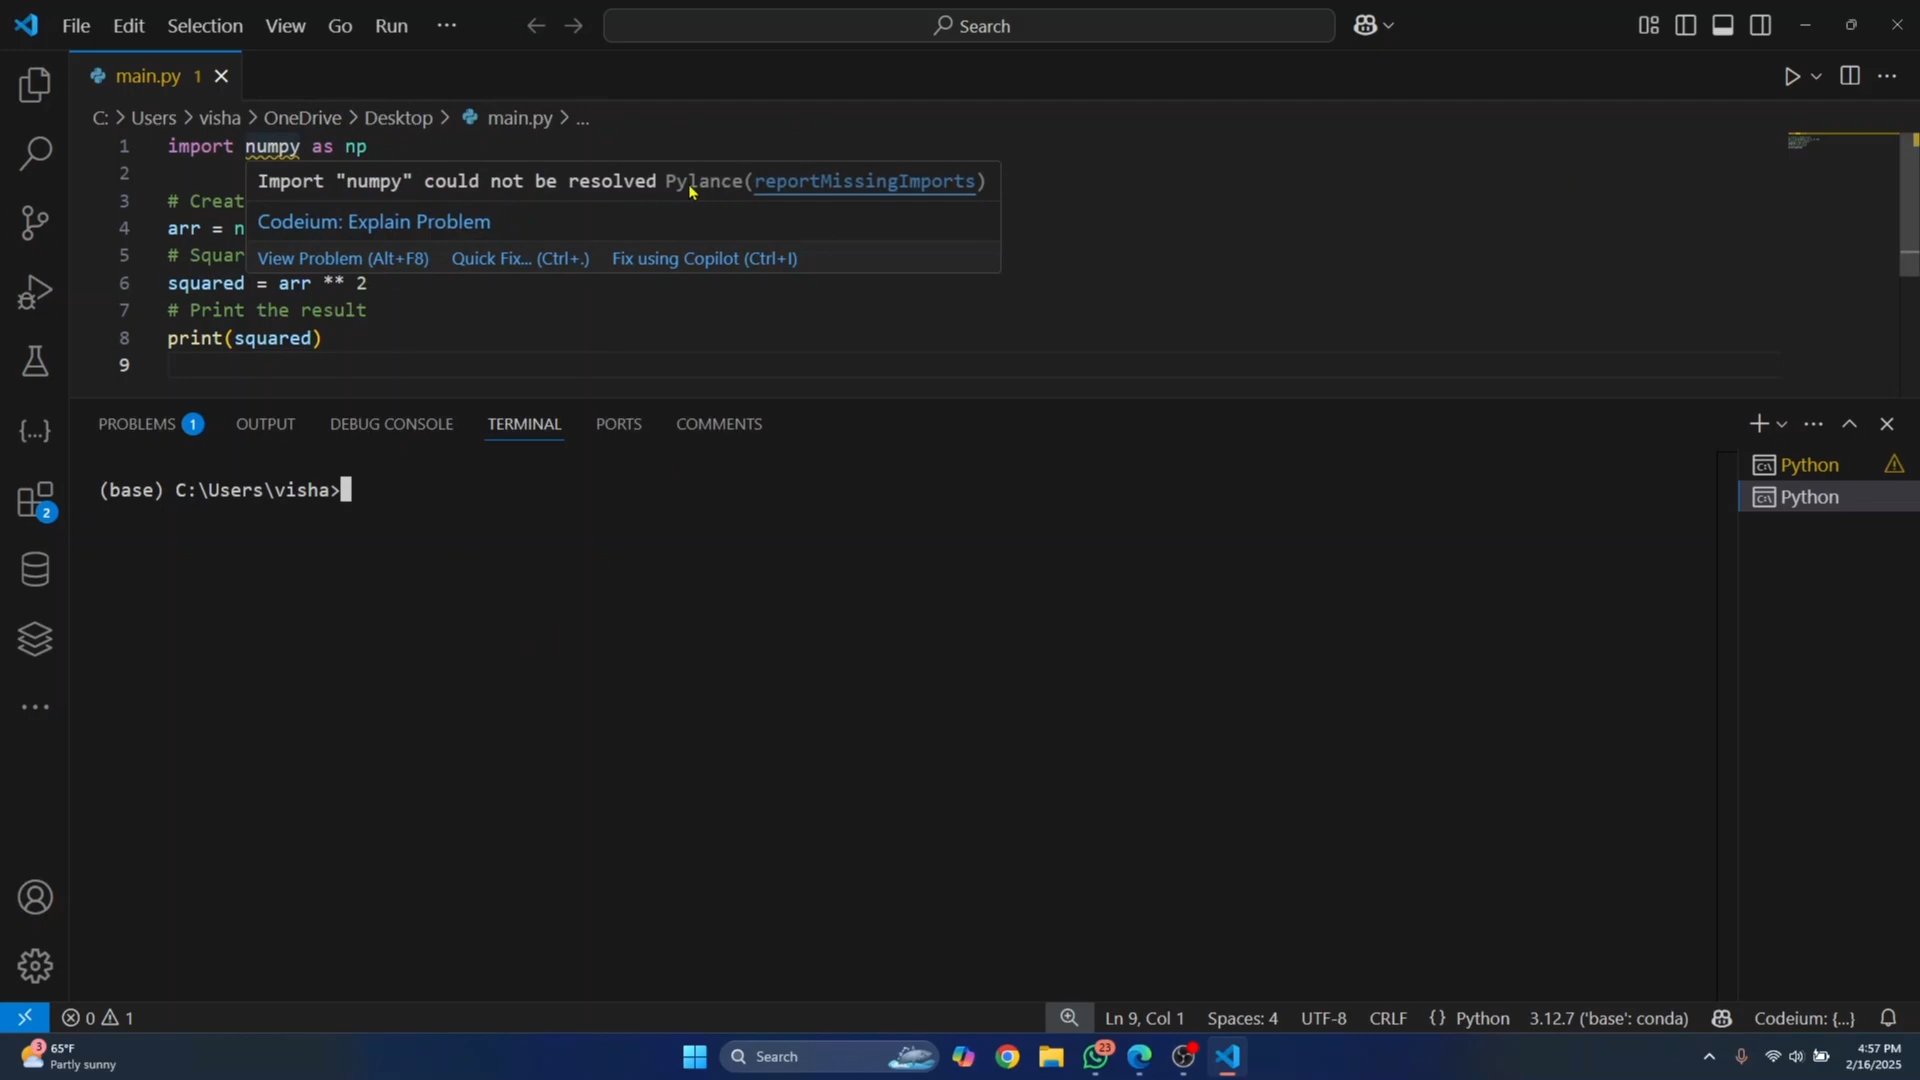 File Edit Selection View Go Run ···
Search
main.py 1
C: > Users > visha > OneDrive > Desktop > main.py > ...
1 import numpy as np
2
Import "numpy" could not be resolved Pylance(reportMissingImports)
3 # Creat
Codeium: Explain Problem
4 arr = n
5 # Squar
View Problem (Alt+F8) Quick Fix... (Ctrl+.) Fix using Copilot (Ctrl+I)
6 squared = arr ** 2
7 # Print the result
8 print(squared)
9
PROBLEMS 1 OUTPUT DEBUG CONSOLE TERMINAL PORTS COMMENTS
Python
(base) C:\Users\visha>
Python
2
0 1 Ln 9, Col 1 Spaces: 4 UTF-8 CRLF {} Python 3.12.7 ('base': conda) Codeium: {...}
3 65°F
Partly sunny
Search
23
4:57 PM
2/16/2025